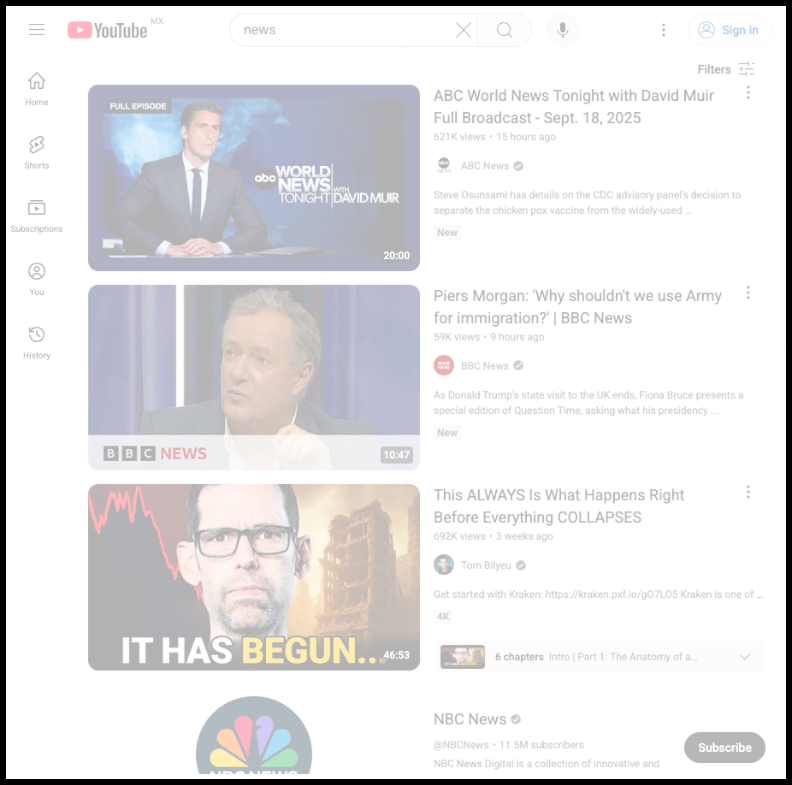 YouTube MX
news
Sign in
Filters
Home
Shorts
Subscriptions
You
History
FULL EPISODE
abc WORLD NEWS TONIGHT WITH DAVID MUIR
20:00
ABC World News Tonight with David Muir
Full Broadcast - Sept. 18, 2025
621K views • 15 hours ago
ABC News
Steve Osunsami has details on the CDC advisory panel's decision to
separate the chicken pox vaccine from the widely-used ...
New
BBC NEWS
10:47
Piers Morgan: 'Why shouldn't we use Army
for immigration?' | BBC News
59K views • 9 hours ago
BBC News
As Donald Trump's state visit to the UK ends, Fiona Bruce presents a
special edition of Question Time, asking what his presidency ...
New
IT HAS BEGUN...
46:53
This ALWAYS Is What Happens Right
Before Everything COLLAPSES
692K views • 3 weeks ago
Tom Bilyeu
Get started with Kraken: https://kraken.pxf.io/gO7LO5 Kraken is one of ...
4K
6 chapters Intro | Part 1: The Anatomy of a...
NBC NEWS
NBC News
@NBCNews • 11.5M subscribers
NBC News Digital is a collection of innovative and
Subscribe